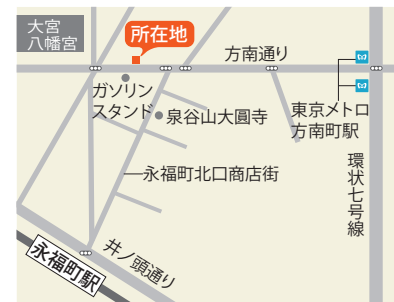 大宮
八幡宮
所在地
方南通り
ガソリン
スタンド
泉谷山大圓寺
東京メトロ
方南町駅
永福町北口商店街
環状七号線
井ノ頭通り
永福町駅